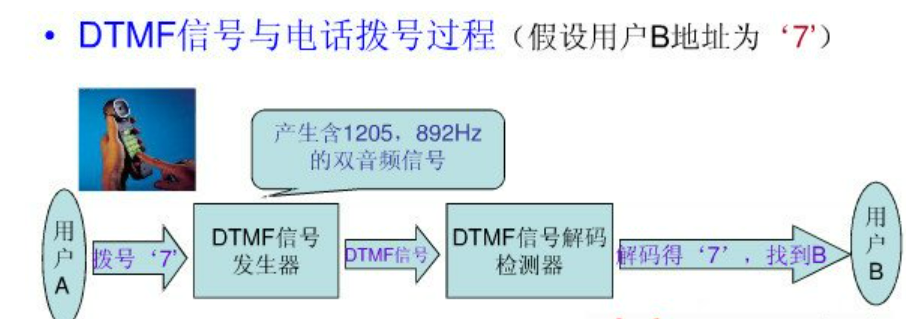 • DTMF信号与电话拨号过程（假设用户B地址为‘7’）
产生含1205，892Hz
的双音频信号
用
户
A
拨号‘7’
DTMF信号
发生器
DTMF信号
DTMF信号解码
检测器
解码得‘7’，找到B
用
户
B